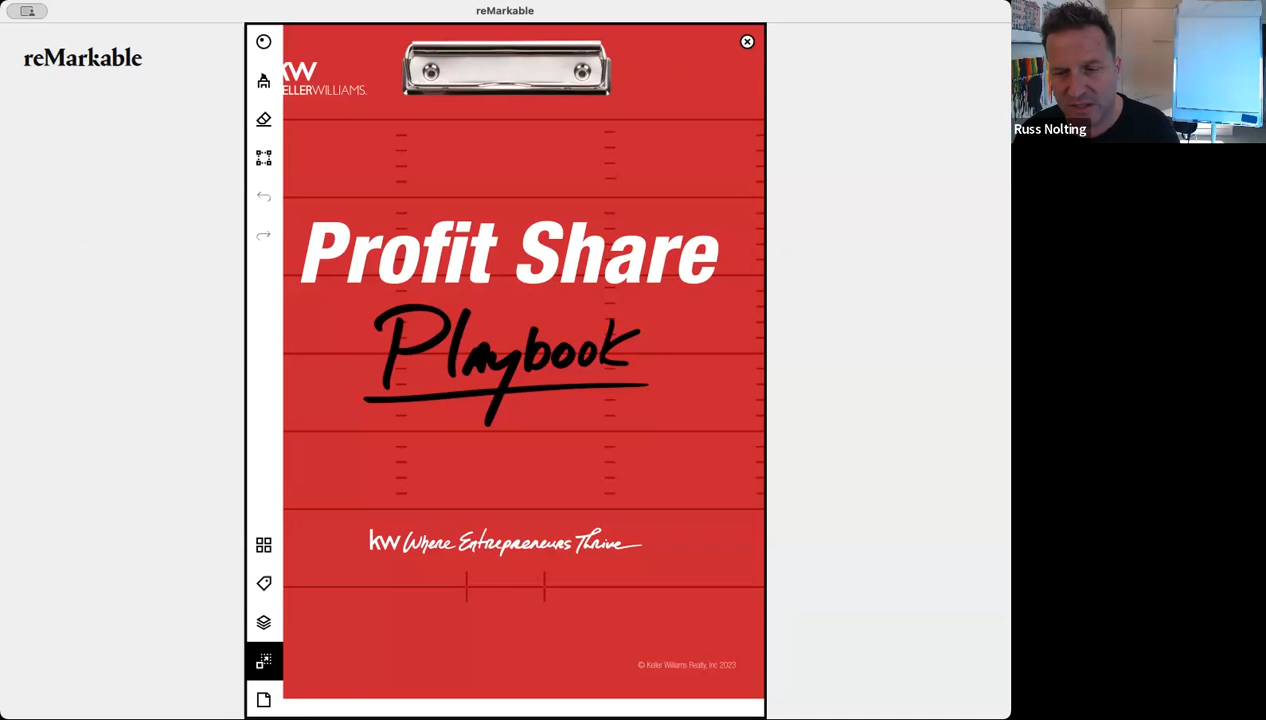 reMarkable
reMarkable
kw
KELLERWILLIAMS.
Profit Share
Playbook
kw Where Entrepreneurs Thrive
© Keller Williams Realty, Inc 2023
Russ Nolting